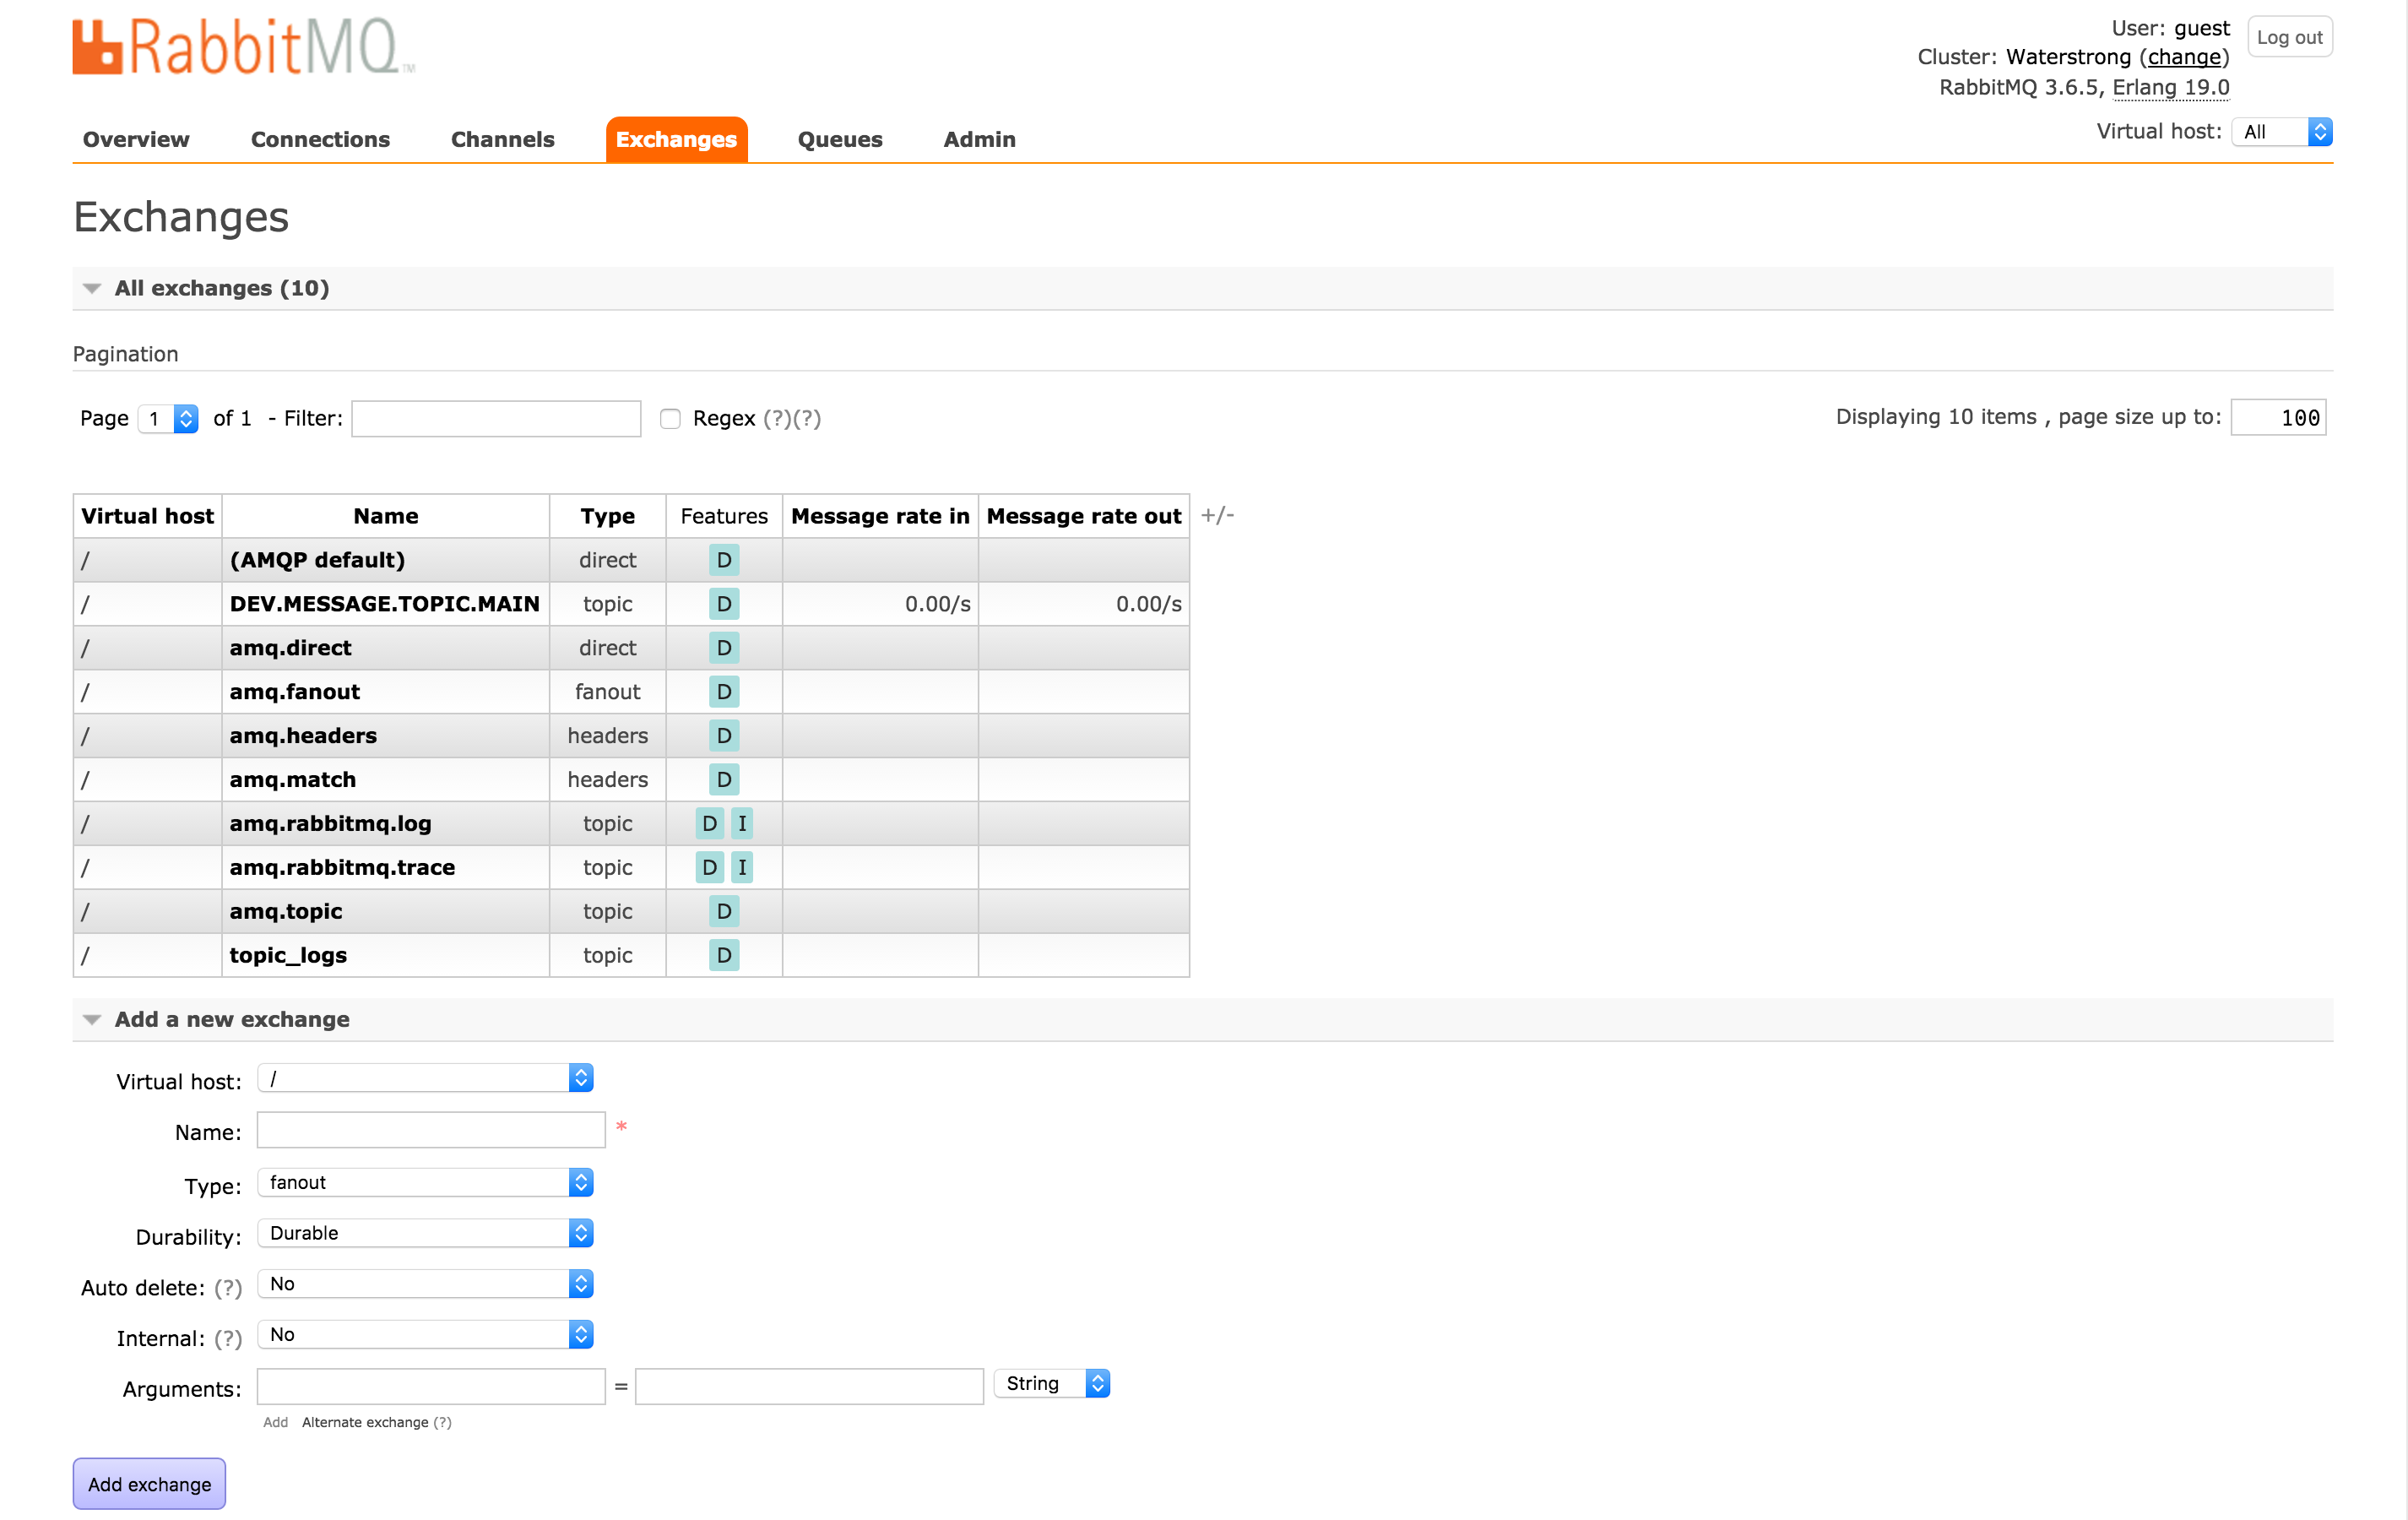 RabbitMQ™
User: guest
Log out
Cluster: Waterstrong (change)
RabbitMQ 3.6.5, Erlang 19.0
Overview Connections Channels Exchanges Queues Admin
Virtual host: All
Exchanges
All exchanges (10)
Pagination
Page 1 of 1 - Filter: Regex (?)(?)
Displaying 10 items , page size up to: 100
Virtual host Name Type Features Message rate in Message rate out +/-
/ (AMQP default) direct D
/ DEV.MESSAGE.TOPIC.MAIN topic D 0.00/s 0.00/s
/ amq.direct direct D
/ amq.fanout fanout D
/ amq.headers headers D
/ amq.match headers D
/ amq.rabbitmq.log topic D I
/ amq.rabbitmq.trace topic D I
/ amq.topic topic D
/ topic_logs topic D
Add a new exchange
Virtual host: /
Name: *
Type: fanout
Durability: Durable
Auto delete: (?) No
Internal: (?) No
Arguments: = String
Add Alternate exchange (?)
Add exchange